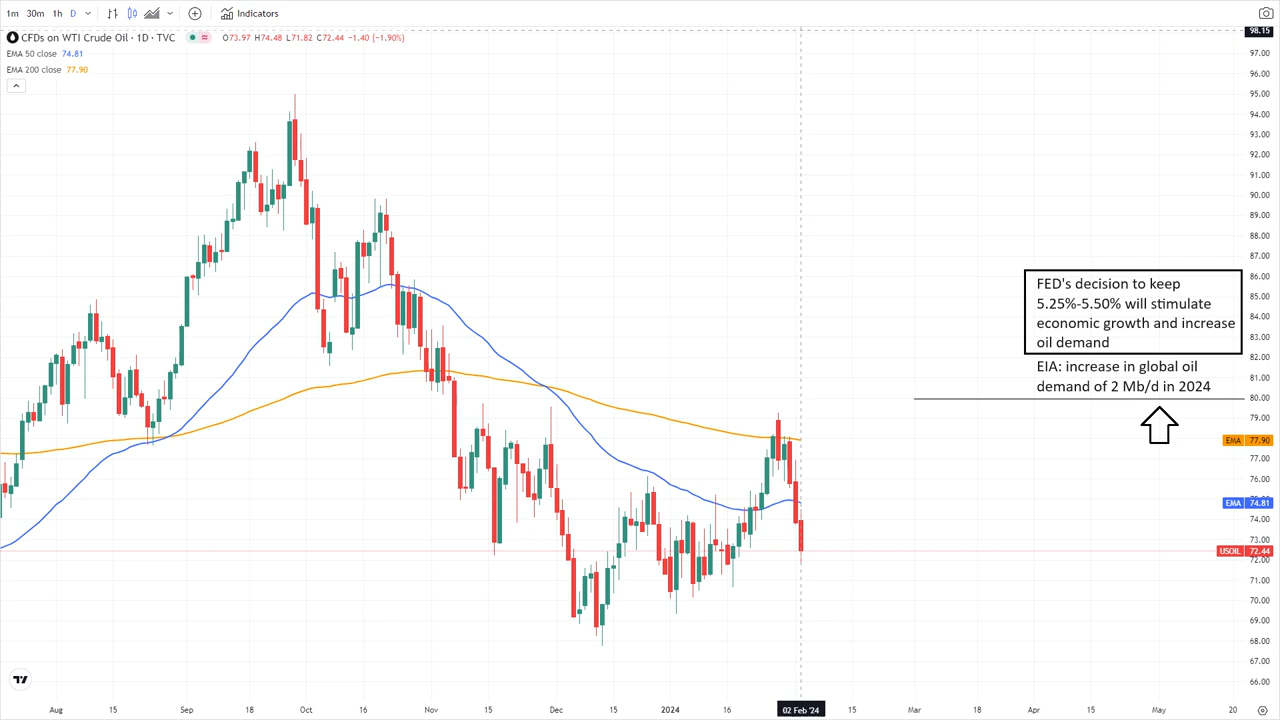 1m 30m 1h D Indicators
CFDs on WTI Crude Oil · 1D · TVC O73.97 H74.48 L71.82 C72.44 −1.40 (−1.90%)
EMA 50 close 74.81
EMA 200 close 77.90
98.15
97.00
96.00
95.00
94.00
93.00
92.00
91.00
90.00
89.00
88.00
87.00
86.00
85.00
84.00
83.00
82.00
81.00
80.00
79.00
EMA 77.90
77.00
76.00
EMA 74.81
74.00
73.00
USOIL 72.44
72.00
71.00
70.00
69.00
68.00
67.00
66.00
FED's decision to keep
5.25%-5.50% will stimulate
economic growth and increase
oil demand
EIA: increase in global oil
demand of 2 Mb/d in 2024
Aug 15 Sep 18 Oct 16 Nov 15 Dec 15 2024 16 02 Feb '24 15 Mar 18 Apr 15 May 20